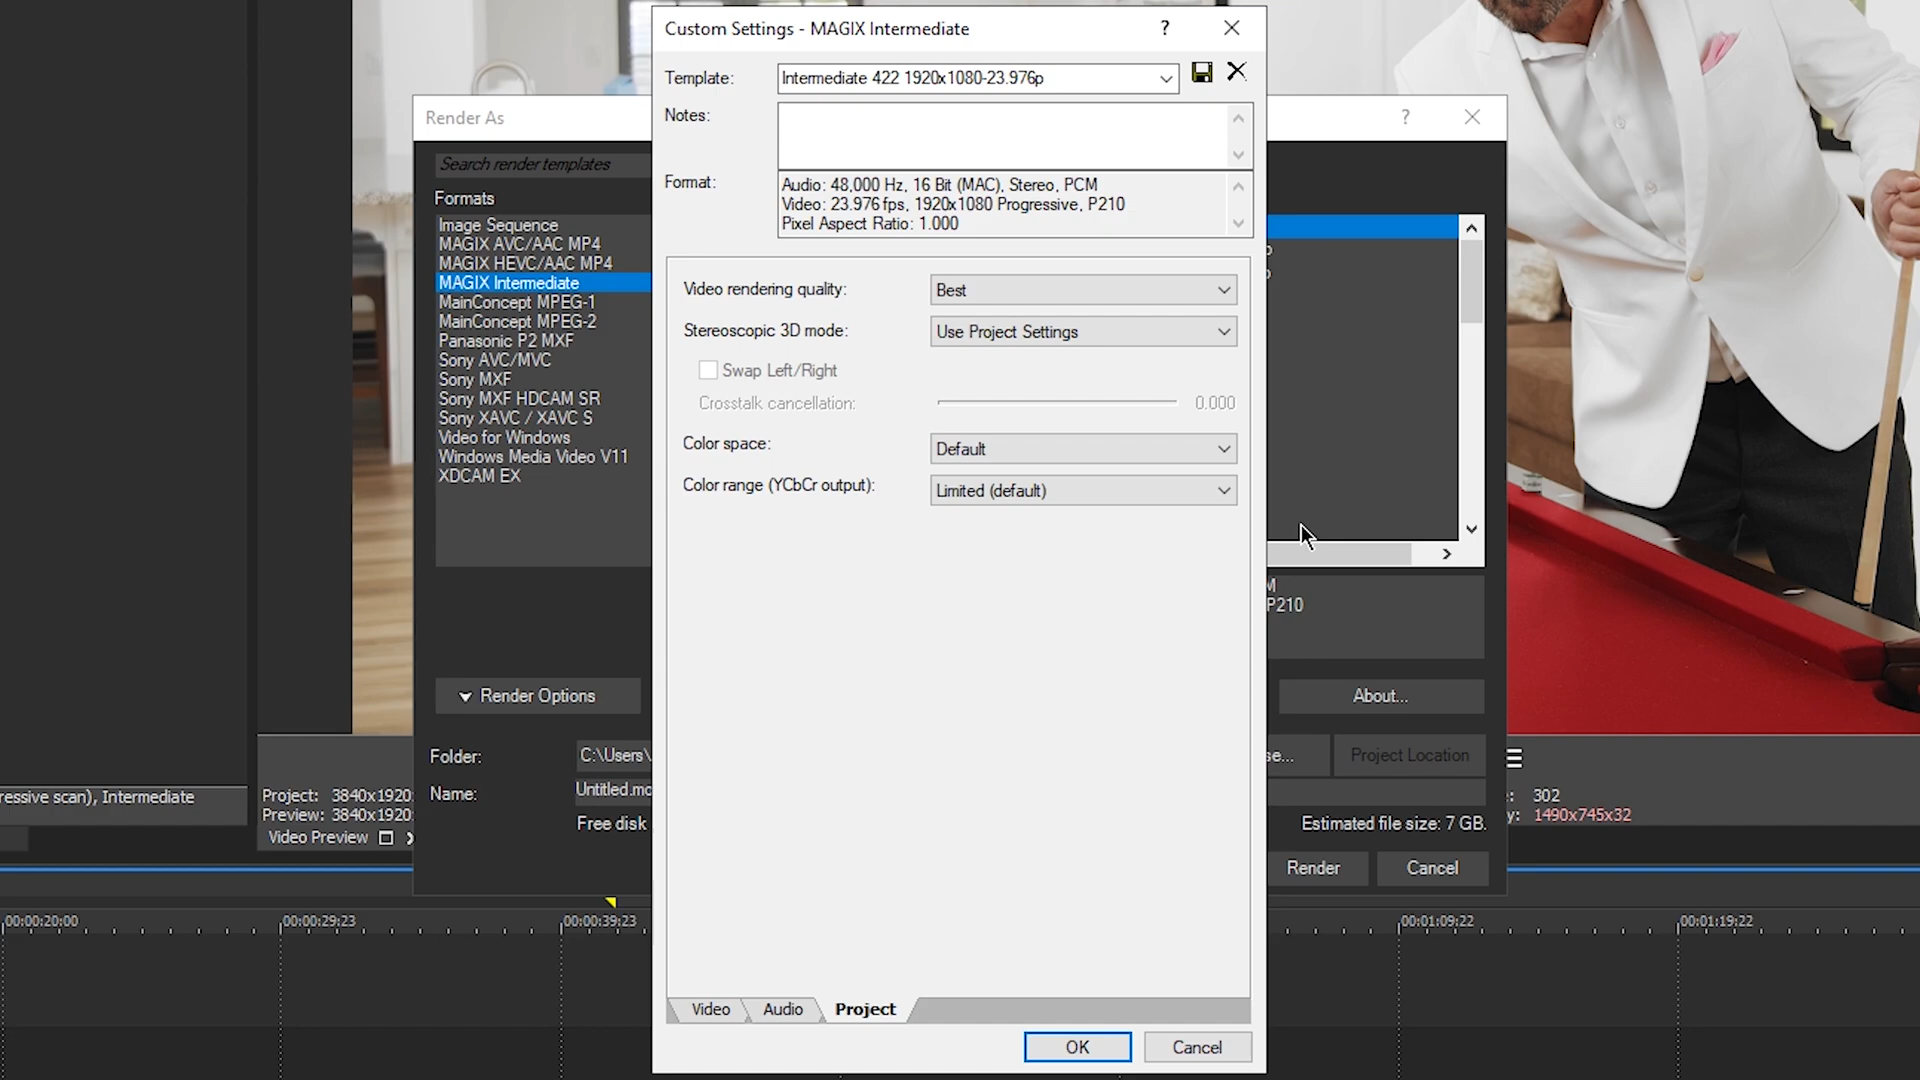 Custom Settings - MAGIX Intermediate
?
Template:
Intermediate 422 1920x1080-23.976p
Notes:
Format:
Audio: 48,000 Hz, 16 Bit (MAC), Stereo, PCM
Video: 23.976 fps, 1920x1080 Progressive, P210
Pixel Aspect Ratio: 1.000
Video rendering quality:
Best
Stereoscopic 3D mode:
Use Project Settings
Swap Left/Right
Crosstalk cancellation:
0.000
Color space:
Default
Color range (YCbCr output):
Limited (default)
Video
Audio
Project
OK
Cancel
Render As
?
Search render templates
Formats
Image Sequence
MAGIX AVC/AAC MP4
MAGIX HEVC/AAC MP4
MAGIX Intermediate
MainConcept MPEG-1
MainConcept MPEG-2
Panasonic P2 MXF
Sony AVC/MVC
Sony MXF
Sony MXF HDCAM SR
Sony XAVC / XAVC S
Video for Windows
Windows Media Video V11
XDCAM EX
M
P210
Render Options
About...
Folder:
C:\Users\
se...
Project Location
Name:
Untitled.mo
Free disk
Estimated file size: 7 GB.
Render
Cancel
ressive scan), Intermediate
Project: 3840x1920
Preview: 3840x1920
Video Preview
: 302
y: 1490x745x32
00:00:20:00
00:00:29;23
00:00:39;23
00:01:09;22
00:01:19;22